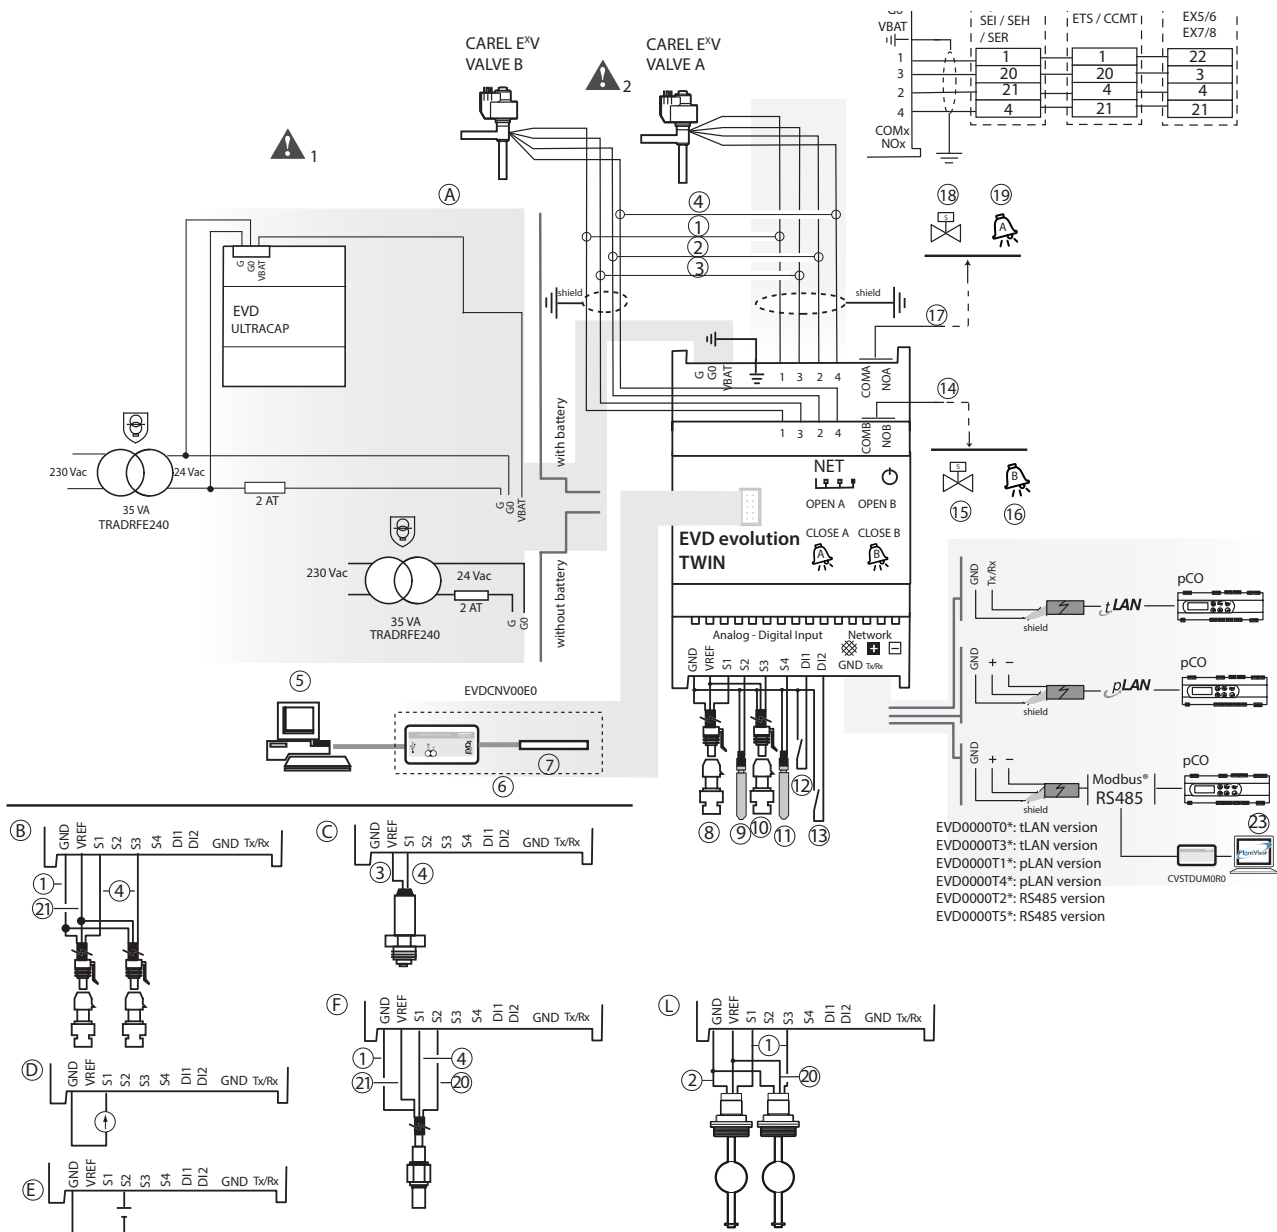 CAREL EXV
VALVE B
CAREL EXV
VALVE A
2
1
G0
VBAT
1
3
2
4
COMx
NOx
SEI / SEH
/ SER
1
20
21
4
ETS / CCMT
1
20
4
21
EX5/6
EX7/8
22
3
4
21
A
4
1
2
3
shield
shield
18
S
19
A
17
14
S
15
B
16
G
G0
VBAT
EVD
ULTRACAP
230 Vac
24 Vac
35 VA
TRADRFE240
2 AT
G
G0
VBAT
with battery
without battery
230 Vac
24 Vac
2 AT
35 VA
TRADRFE240
G
G0
G
G0
VBAT
1 3 2 4
COMA
NOA
1 3 2 4
COMB
NOB
NET
OPEN A OPEN B
CLOSE A CLOSE B
A B
EVD evolution
TWIN
Analog - Digital Input Network
GND
VREF
S1
S2
S3
S4
DI1
DI2
GND Tx/Rx
5
EVDCNV00E0
EVD4
7
6
8
9
10
11
12
13
GND
Tx/Rx
shield
tLAN
pCO
GND
+ −
shield
pLAN
pCO
GND
+ −
shield
Modbus®
RS485
pCO
EVD0000T0*: tLAN version
EVD0000T3*: tLAN version
EVD0000T1*: pLAN version
EVD0000T4*: pLAN version
EVD0000T2*: RS485 version
EVD0000T5*: RS485 version
23
PlantVisor
CVSTDUM0R0
B
GND
VREF
S1
S2
S3
S4
DI1
DI2
GND Tx/Rx
1
21
4
C
GND
VREF
S1
S2
S3
S4
DI1
DI2
GND Tx/Rx
3
4
D
GND
VREF
S1
S2
S3
S4
DI1
DI2
GND Tx/Rx
E
GND
VREF
S1
S2
S3
S4
DI1
DI2
GND Tx/Rx
F
GND
VREF
S1
S2
S3
S4
DI1
DI2
GND Tx/Rx
1
21
4
20
L
GND
VREF
S1
S2
S3
S4
DI1
DI2
GND Tx/Rx
1
2
20